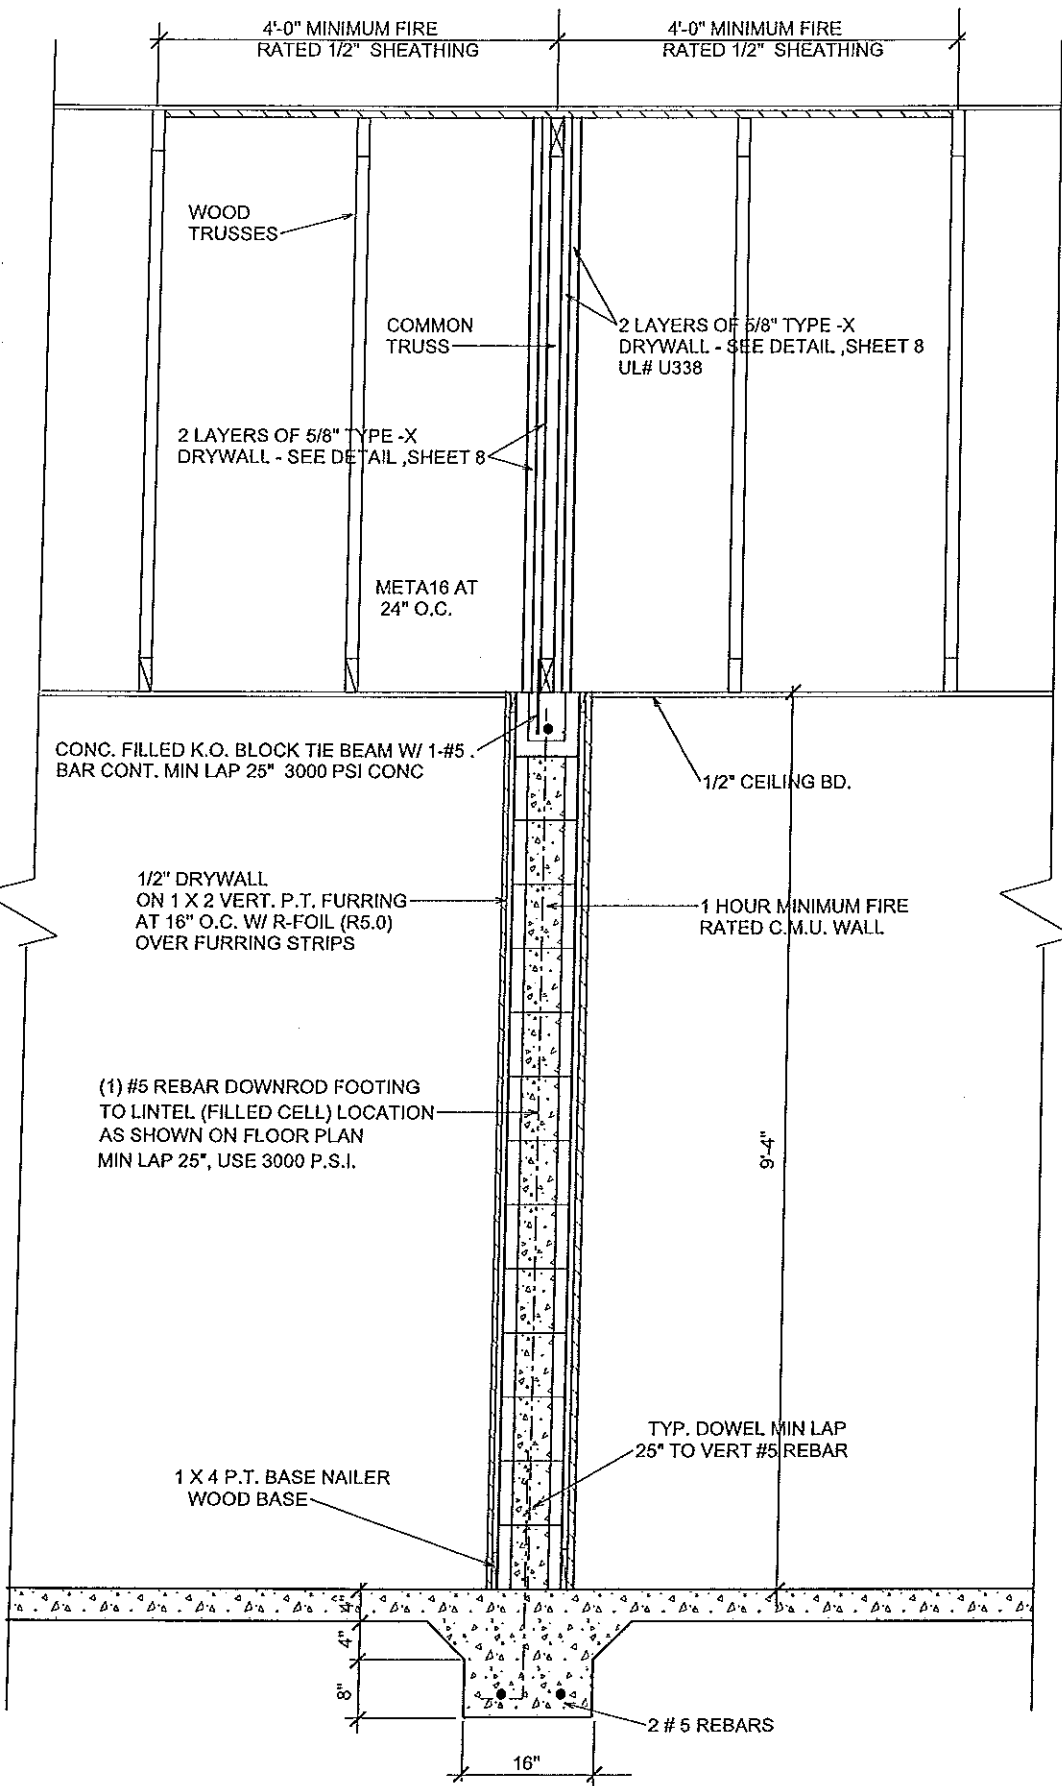 4'-0" MINIMUM FIRE
RATED 1/2" SHEATHING
4'-0" MINIMUM FIRE
RATED 1/2" SHEATHING
WOOD
TRUSSES
COMMON
TRUSS
2 LAYERS OF 5/8" TYPE -X
DRYWALL - SEE DETAIL ,SHEET 8
UL# U338
2 LAYERS OF 5/8" TYPE -X
DRYWALL - SEE DETAIL ,SHEET 8
META16 AT
24" O.C.
CONC. FILLED K.O. BLOCK TIE BEAM W/ 1-#5
BAR CONT. MIN LAP 25" 3000 PSI CONC
1/2" CEILING BD.
1/2" DRYWALL
ON 1 X 2 VERT. P.T. FURRING
AT 16" O.C. W/ R-FOIL (R5.0)
OVER FURRING STRIPS
1 HOUR MINIMUM FIRE
RATED C.M.U. WALL
(1) #5 REBAR DOWNROD FOOTING
TO LINTEL (FILLED CELL) LOCATION
AS SHOWN ON FLOOR PLAN
MIN LAP 25", USE 3000 P.S.I.
9'-4"
TYP. DOWEL MIN LAP
25" TO VERT #5 REBAR
1 X 4 P.T. BASE NAILER
WOOD BASE
4"
4"
8"
2 # 5 REBARS
16"